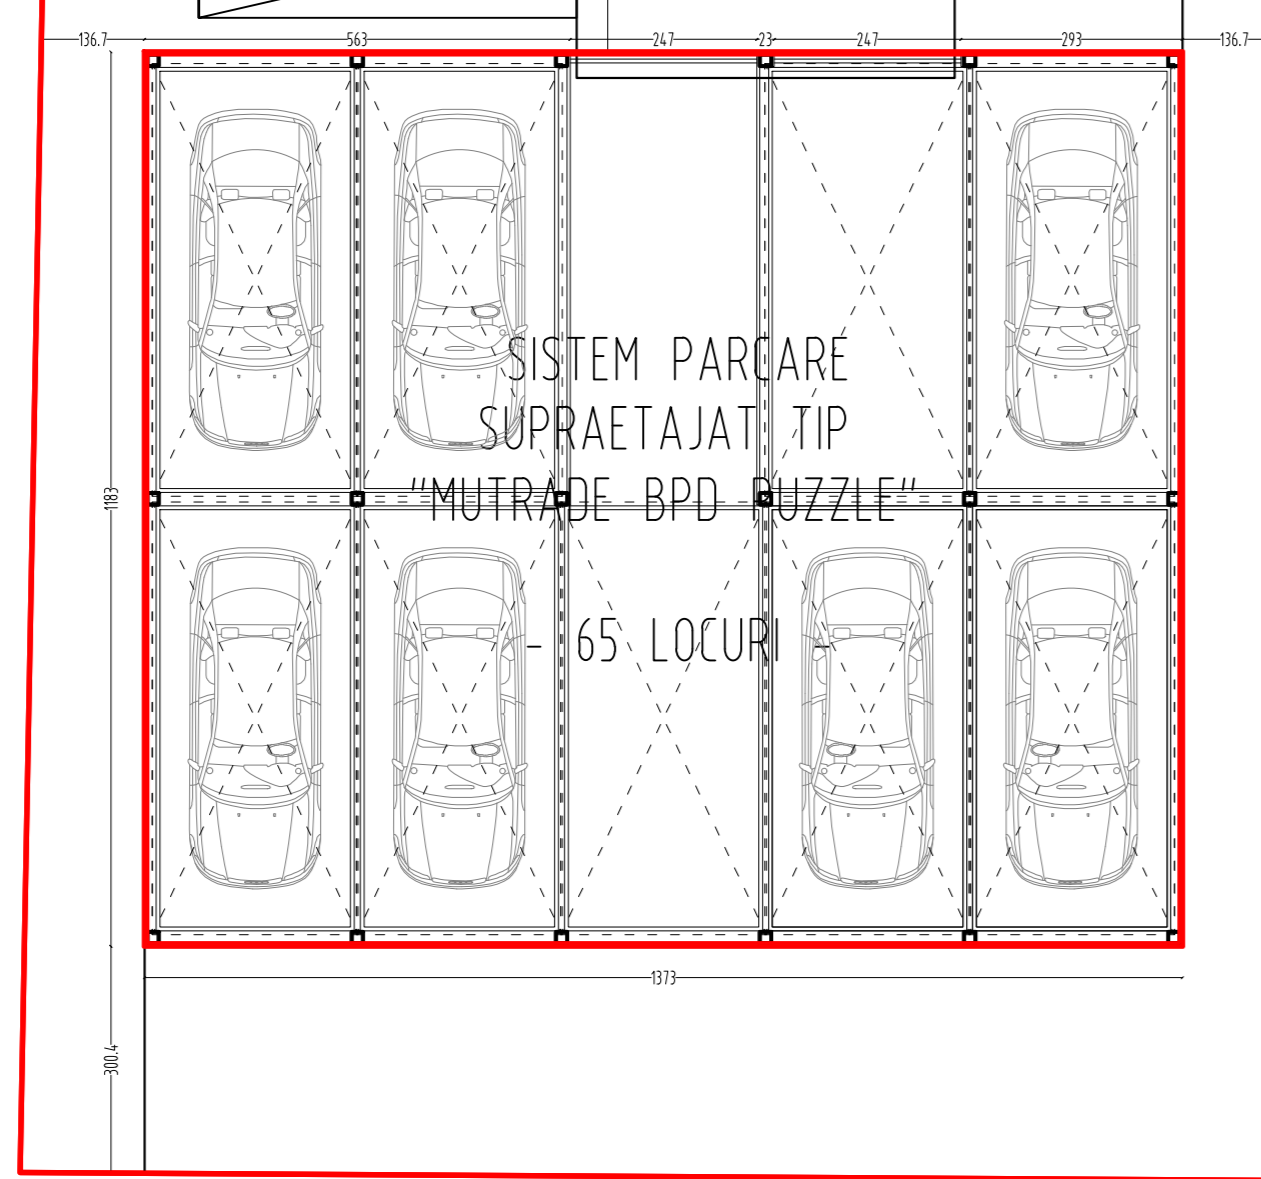 136.7 563 247 23 247 293 136.7
SISTEM PARCARE
SUPRAETAJAT TIP
"MUTRADE BPD PUZZLE"
1183
- 65 LOCURI -
1373
300.4